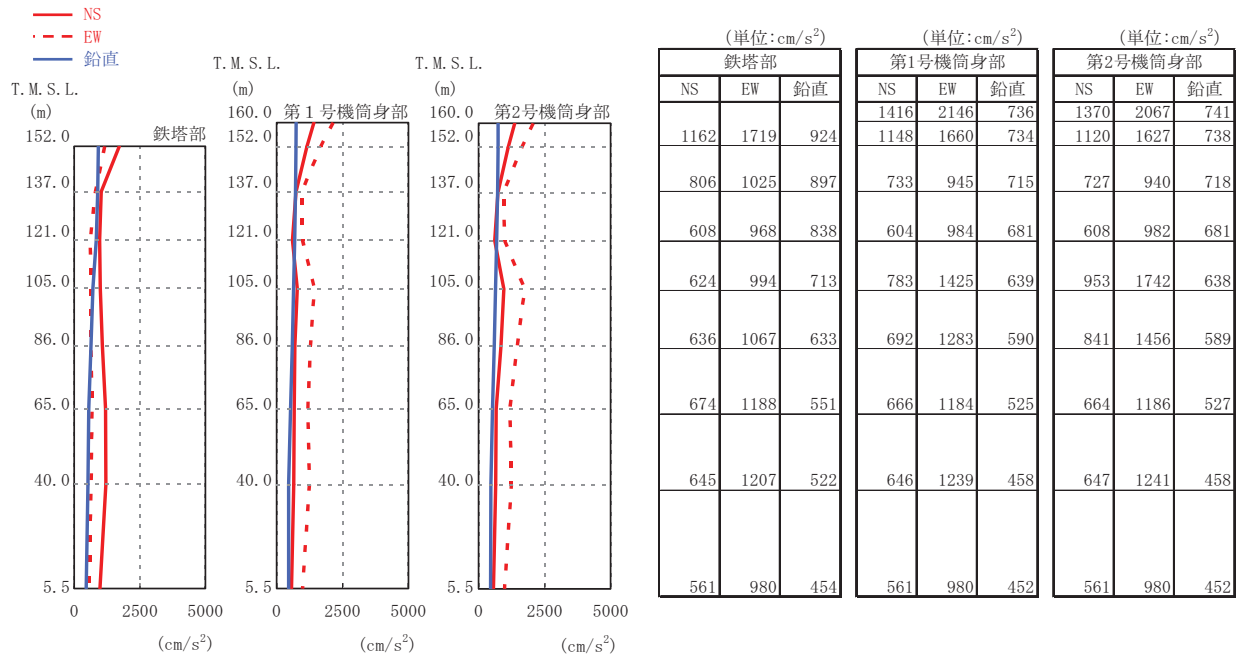 NS
EW
鉛直
T.M.S.L.
(m)
鉄塔部
152.0
137.0
121.0
105.0
86.0
65.0
40.0
5.5
0 2500 5000
(cm/s²)
T.M.S.L.
(m)
第１号機筒身部
160.0
152.0
137.0
121.0
105.0
86.0
65.0
40.0
5.5
0 2500 5000
(cm/s²)
T.M.S.L.
(m)
第2号機筒身部
160.0
152.0
137.0
121.0
105.0
86.0
65.0
40.0
5.5
0 2500 5000
(cm/s²)
(単位:cm/s²)
鉄塔部
NS EW 鉛直
1162 1719 924
806 1025 897
608 968 838
624 994 713
636 1067 633
674 1188 551
645 1207 522
561 980 454
(単位:cm/s²)
第1号機筒身部
NS EW 鉛直
1416 2146 736
1148 1660 734
733 945 715
604 984 681
783 1425 639
692 1283 590
666 1184 525
646 1239 458
561 980 452
(単位:cm/s²)
第2号機筒身部
NS EW 鉛直
1370 2067 741
1120 1627 738
727 940 718
608 982 681
953 1742 638
841 1456 589
664 1186 527
647 1241 458
561 980 452